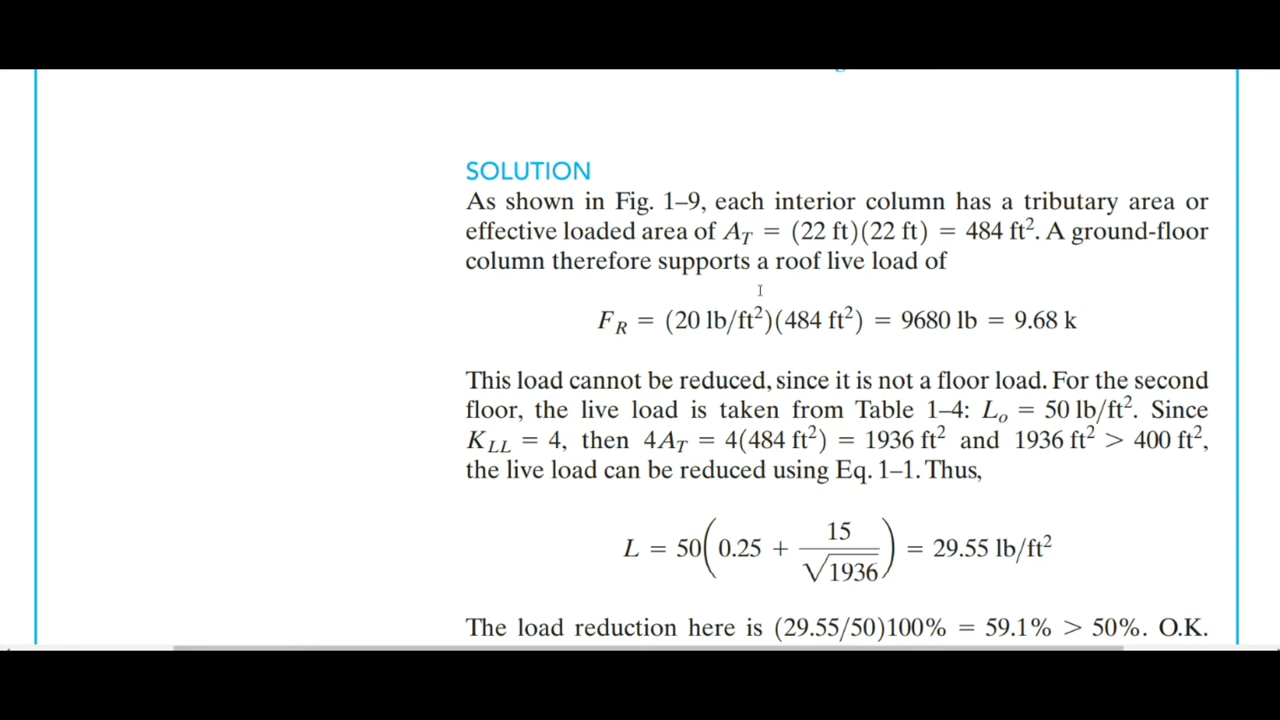 SOLUTION
As shown in Fig. 1–9, each interior column has a tributary area or
effective loaded area of A_T = (22 ft)(22 ft) = 484 ft². A ground-floor
column therefore supports a roof live load of
F_R = (20 lb/ft²)(484 ft²) = 9680 lb = 9.68 k
This load cannot be reduced, since it is not a floor load. For the second
floor, the live load is taken from Table 1–4: L_o = 50 lb/ft². Since
K_LL = 4, then 4A_T = 4(484 ft²) = 1936 ft² and 1936 ft² > 400 ft²,
the live load can be reduced using Eq. 1–1. Thus,
L = 50(0.25 + 15/√1936) = 29.55 lb/ft²
The load reduction here is (29.55/50)100% = 59.1% > 50%. O.K.